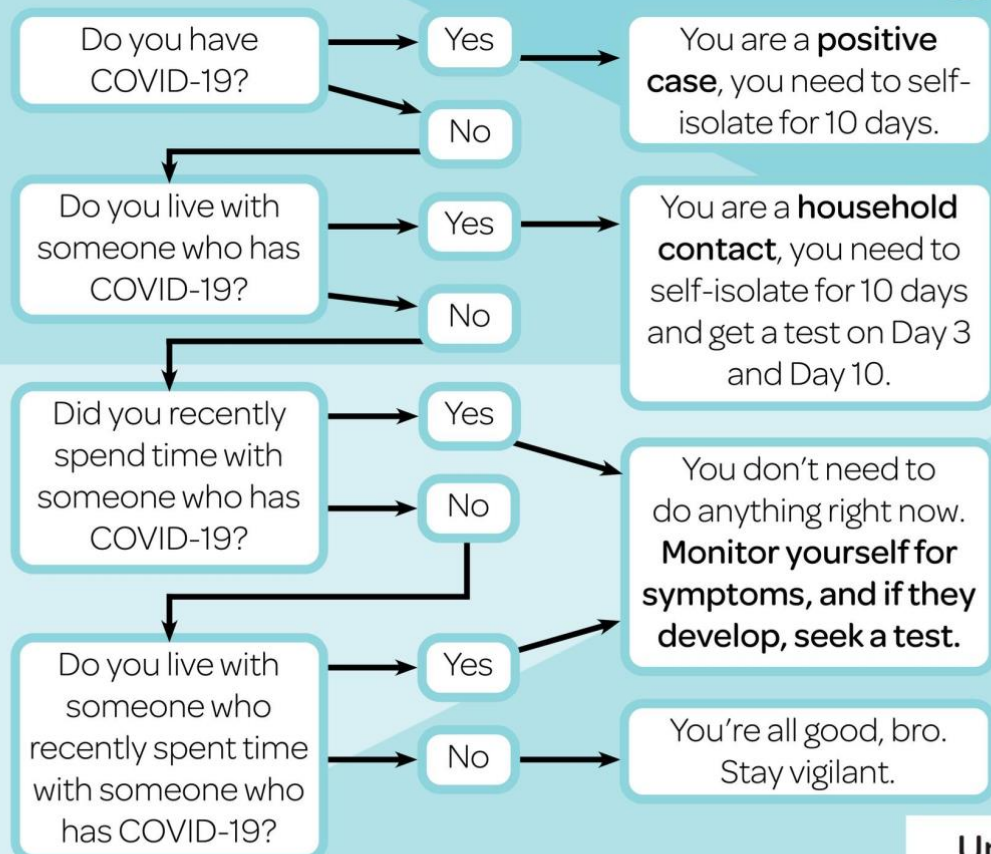 Do you have
COVID-19?
Yes
You are a positive
case, you need to self-
isolate for 10 days.
No
Do you live with
someone who has
COVID-19?
Yes
You are a household
contact, you need to
self-isolate for 10 days
and get a test on Day 3
and Day 10.
No
Did you recently
spend time with
someone who has
COVID-19?
Yes
You don't need to
do anything right now.
Monitor yourself for
symptoms, and if they
develop, seek a test.
No
Do you live with
someone who
recently spent time
with someone who
has COVID-19?
Yes
No
You're all good, bro.
Stay vigilant.